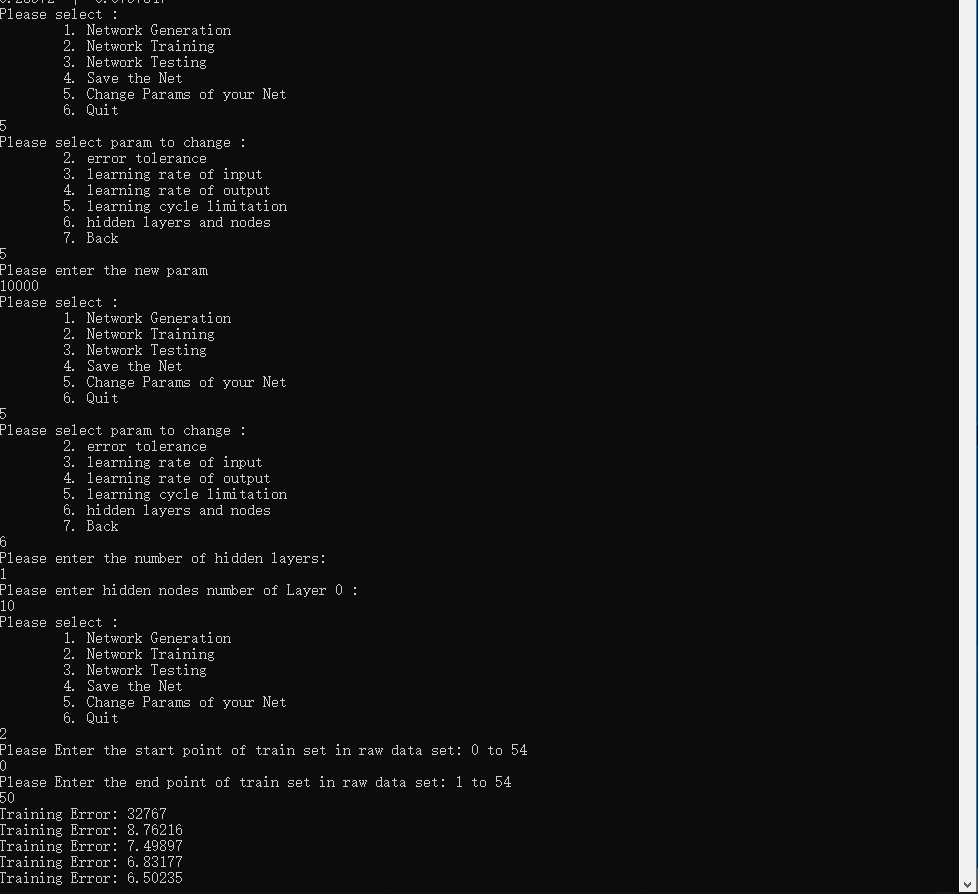 Please select :
1. Network Generation
2. Network Training
3. Network Testing
4. Save the Net
5. Change Params of your Net
6. Quit
5
Please select param to change :
2. error tolerance
3. learning rate of input
4. learning rate of output
5. learning cycle limitation
6. hidden layers and nodes
7. Back
5
Please enter the new param
10000
Please select :
1. Network Generation
2. Network Training
3. Network Testing
4. Save the Net
5. Change Params of your Net
6. Quit
5
Please select param to change :
2. error tolerance
3. learning rate of input
4. learning rate of output
5. learning cycle limitation
6. hidden layers and nodes
7. Back
6
Please enter the number of hidden layers:
1
Please enter hidden nodes number of Layer 0 :
10
Please select :
1. Network Generation
2. Network Training
3. Network Testing
4. Save the Net
5. Change Params of your Net
6. Quit
2
Please Enter the start point of train set in raw data set: 0 to 54
0
Please Enter the end point of train set in raw data set: 1 to 54
50
Training Error: 32767
Training Error: 8.76216
Training Error: 7.49897
Training Error: 6.83177
Training Error: 6.50235